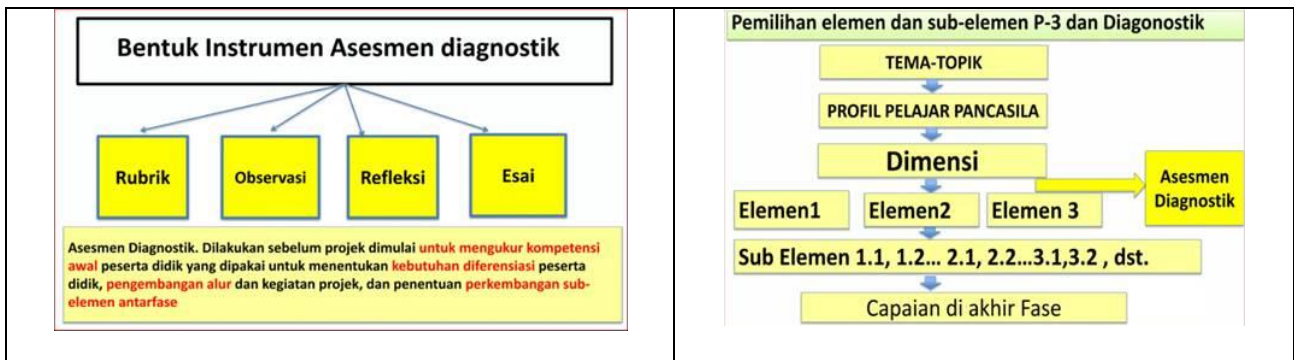 Bentuk Instrumen Asesmen diagnostik
Rubrik
Observasi
Refleksi
Esai
Asesmen Diagnostik. Dilakukan sebelum projek dimulai untuk mengukur kompetensi
awal peserta didik yang dipakai untuk menentukan kebutuhan diferensiasi peserta
didik, pengembangan alur dan kegiatan projek, dan penentuan perkembangan sub-
elemen antarfase
Pemilihan elemen dan sub-elemen P-3 dan Diagonostik
TEMA-TOPIK
PROFIL PELAJAR PANCASILA
Dimensi
Asesmen
Diagnostik
Elemen1
Elemen2
Elemen 3
Sub Elemen 1.1, 1.2... 2.1, 2.2...3.1,3.2 , dst.
Capaian di akhir Fase